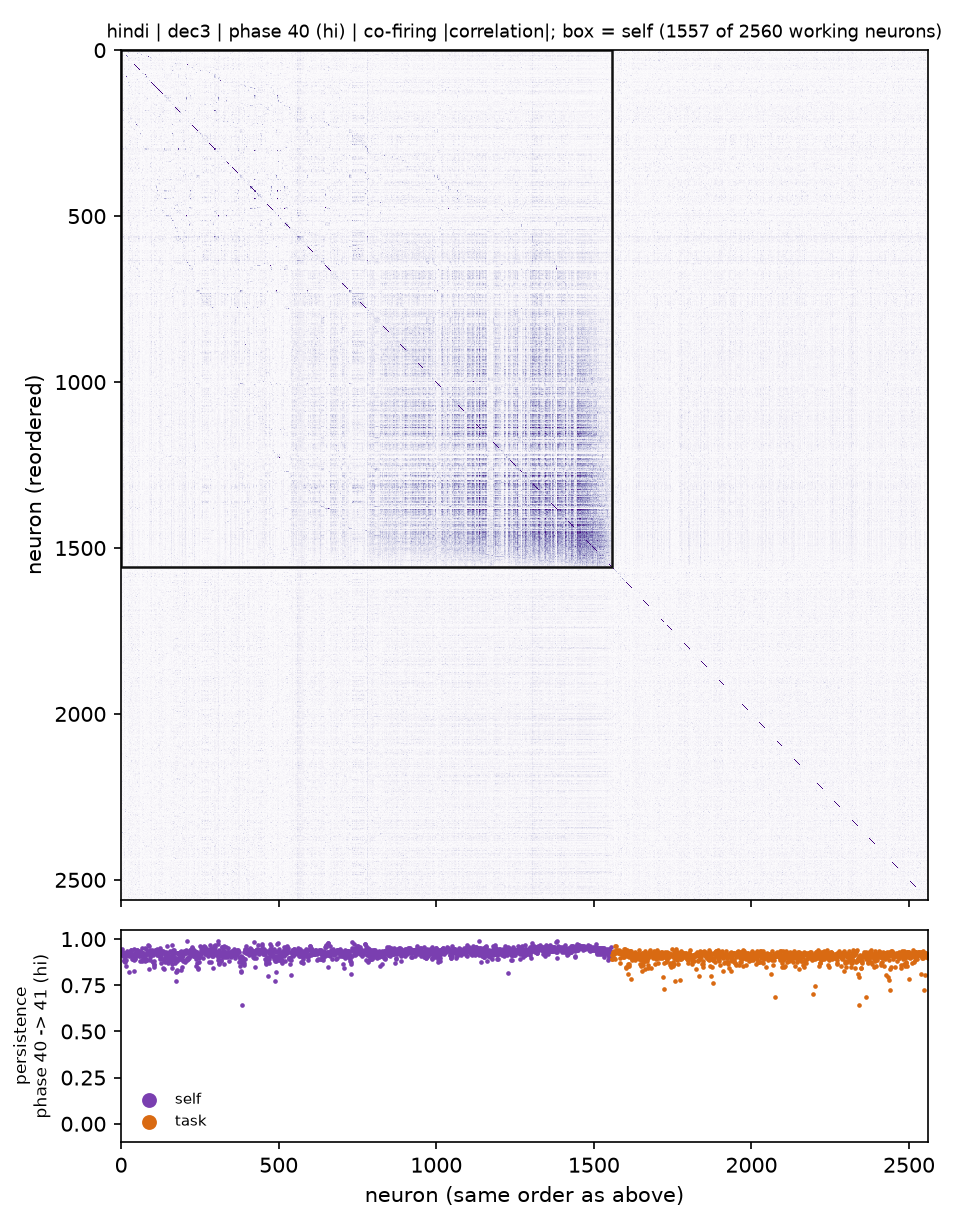 hindi | dec3 | phase 40 (hi) | co-firing |correlation|; box = self (1557 of 2560 working neurons)
0
500
1000
1500
2000
2500
neuron (reordered)
1.00
0.75
0.50
0.25
0.00
persistence
phase 40 -> 41 (hi)
self
task
0
500
1000
1500
2000
2500
neuron (same order as above)